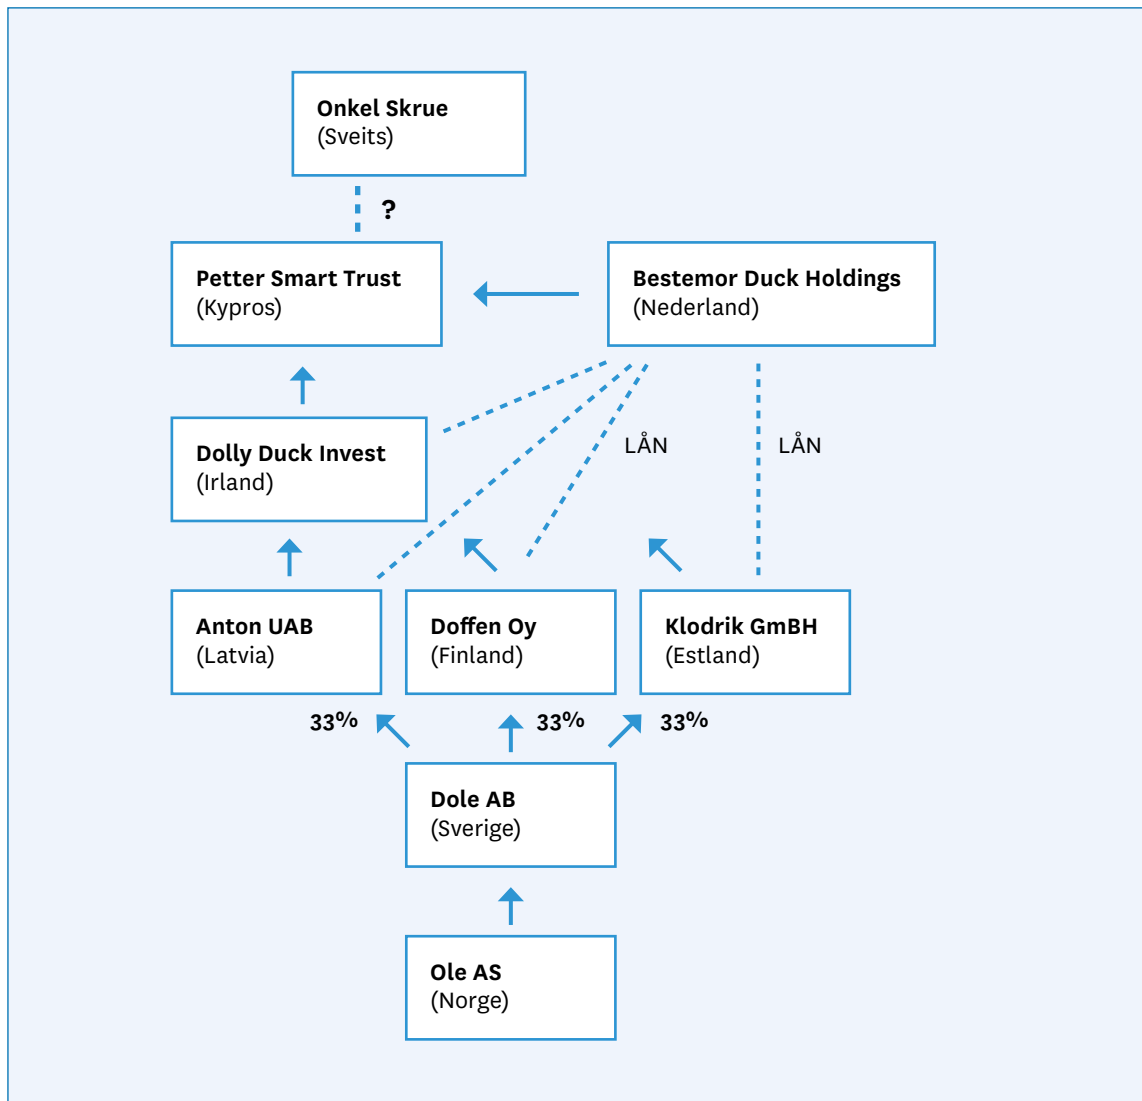 Onkel Skrue
(Sveits)
?
Petter Smart Trust
(Kypros)
Bestemor Duck Holdings
(Nederland)
Dolly Duck Invest
(Irland)
LÅN
LÅN
Anton UAB
(Latvia)
Doffen Oy
(Finland)
Klodrik GmBH
(Estland)
33%
33%
33%
Dole AB
(Sverige)
Ole AS
(Norge)